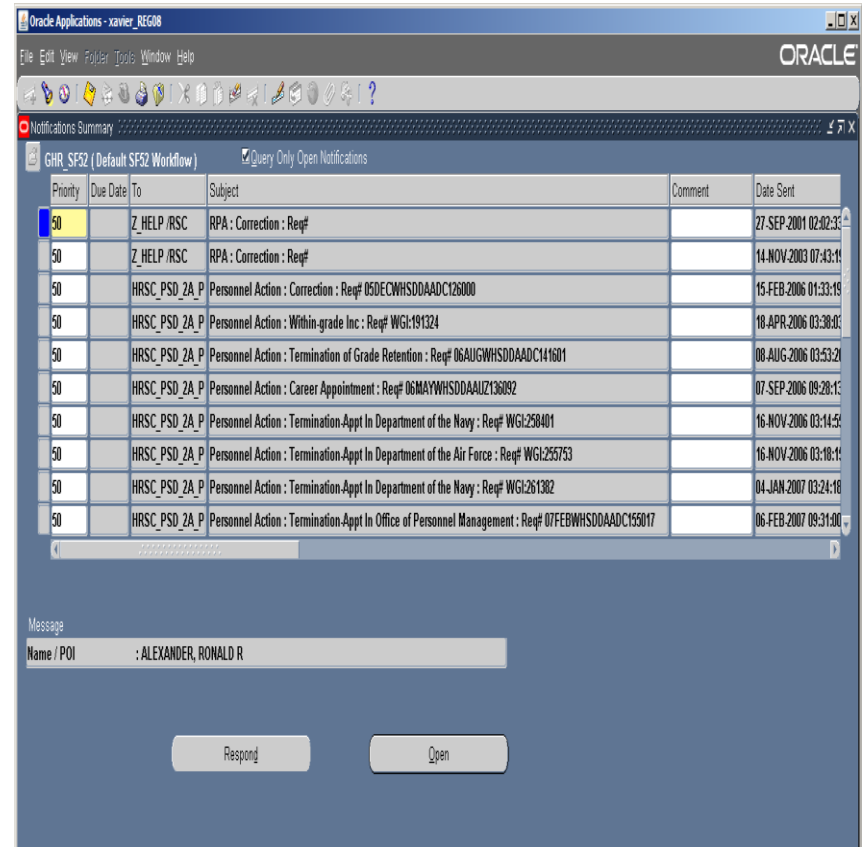 Oracle Applications - xavier_REG08
File Edit View Folder Tools Window Help
ORACLE
Notifications Summary
GHR_SF52 ( Default SF52 Workflow ) Query Only Open Notifications
Priority Due Date To Subject Comment Date Sent
50 Z_HELP /RSC RPA : Correction : Req# 27-SEP-2001 02:02:33
50 Z_HELP /RSC RPA : Correction : Req# 14-NOV-2003 07:43:19
50 HRSC_PSD_2A_P Personnel Action : Correction : Req# 05DECWHSDDAADC126000 15-FEB-2006 01:33:19
50 HRSC_PSD_2A_P Personnel Action : Within-grade Inc : Req# WGI:191324 18-APR-2006 03:38:03
50 HRSC_PSD_2A_P Personnel Action : Termination of Grade Retention : Req# 06AUGWHSDDAADC141601 08-AUG-2006 03:53:20
50 HRSC_PSD_2A_P Personnel Action : Career Appointment : Req# 06MAYWHSDDAAUZ136092 07-SEP-2006 09:28:13
50 HRSC_PSD_2A_P Personnel Action : Termination-Appt In Department of the Navy : Req# WGI:258401 16-NOV-2006 03:14:55
50 HRSC_PSD_2A_P Personnel Action : Termination-Appt In Department of the Air Force : Req# WGI:255753 16-NOV-2006 03:18:15
50 HRSC_PSD_2A_P Personnel Action : Termination-Appt In Department of the Navy : Req# WGI:261382 04-JAN-2007 03:24:18
50 HRSC_PSD_2A_P Personnel Action : Termination-Appt In Office of Personnel Management : Req# 07FEBWHSDDAADC155017 06-FEB-2007 09:31:00
Message
Name / POI : ALEXANDER, RONALD R
Respond Open